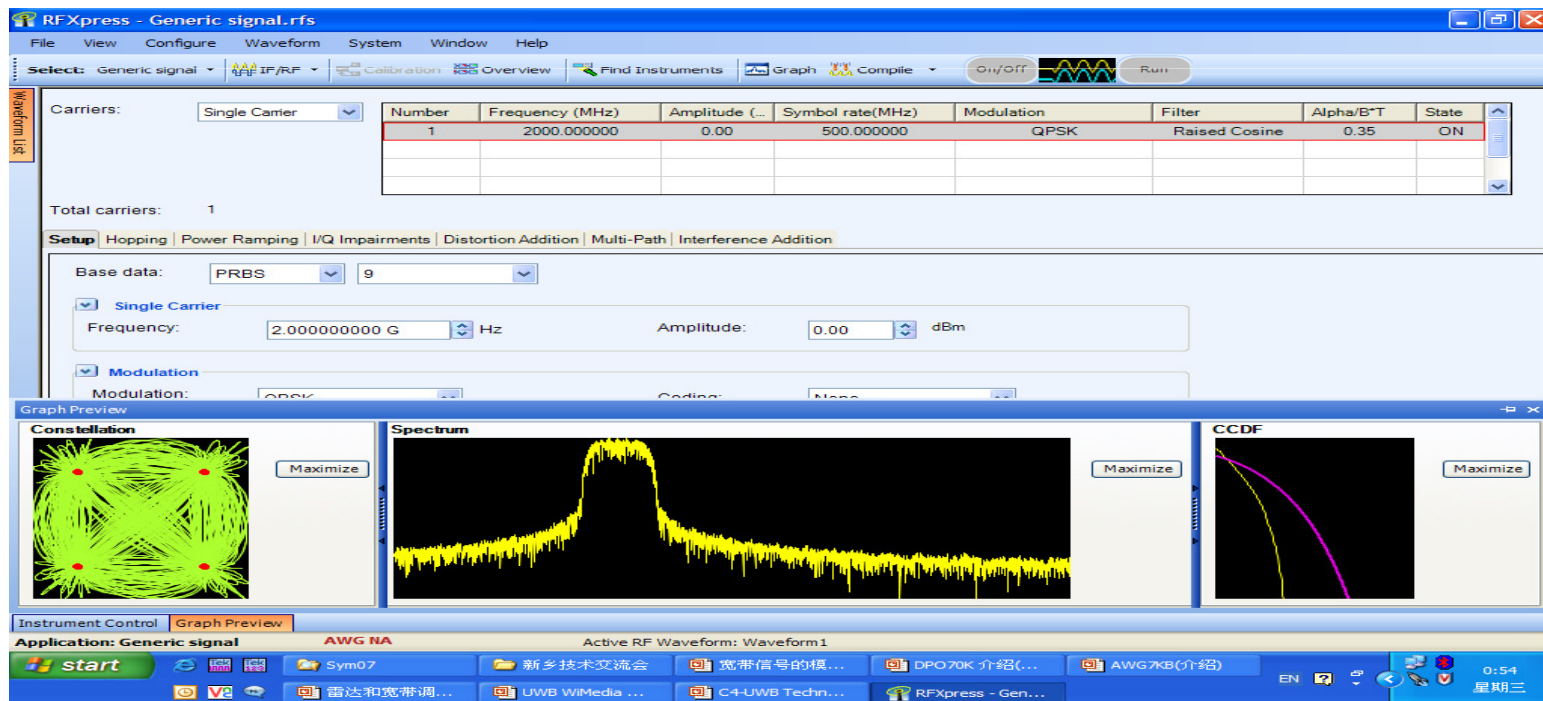 RFXpress - Generic signal.rfs
File View Configure Waveform System Window Help
Select: Generic signal IF/RF Calibration Overview Find Instruments Graph Compile On/Off Run
Waveform List
Carriers: Single Carrier
Number Frequency (MHz) Amplitude (... Symbol rate(MHz) Modulation Filter Alpha/B*T State
1 2000.000000 0.00 500.000000 QPSK Raised Cosine 0.35 ON
Total carriers: 1
Setup Hopping Power Ramping I/Q Impairments Distortion Addition Multi-Path Interference Addition
Base data: PRBS 9
Single Carrier
Frequency: 2.000000000 G Hz Amplitude: 0.00 dBm
Modulation
Modulation: QPSK Coding: None
Graph Preview
Constellation Spectrum CCDF
Maximize Maximize Maximize
Instrument Control Graph Preview
Application: Generic signal AWG NA Active RF Waveform: Waveform1
start Sym07 新乡技术交流会 宽带信号的模... DPO70K 介绍(... AWG7KB(介绍) 0:54
雷达和宽带调... UWB WiMedia ... C4-UWB Techn... RFXpress - Gen... EN 星期三